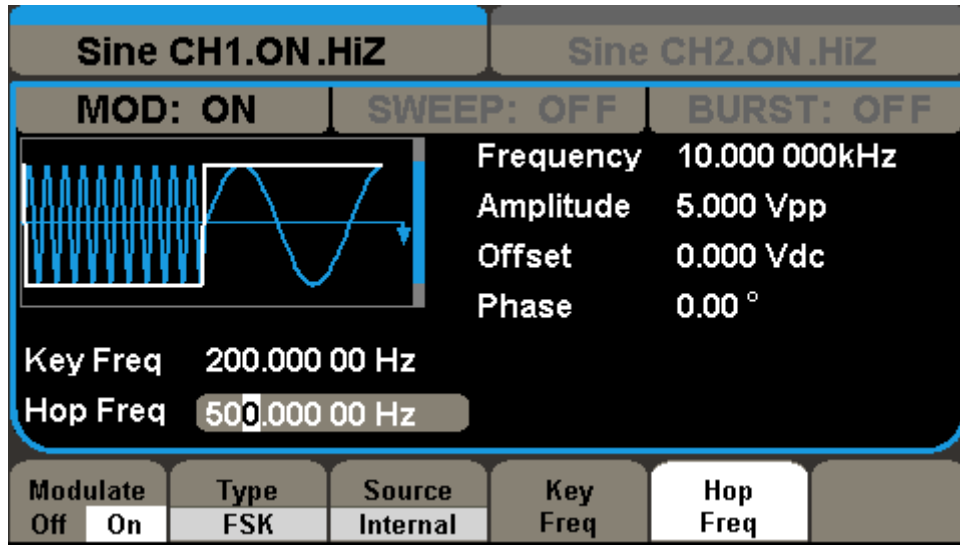 Sine CH1.ON.HiZ Sine CH2.ON.HiZ
MOD: ON SWEEP: OFF BURST: OFF
Frequency 10.000 000kHz
Amplitude 5.000 Vpp
Offset 0.000 Vdc
Phase 0.00 °
Key Freq 200.000 00 Hz
Hop Freq 500.000 00 Hz
Modulate Type Source Key Hop
Off On FSK Internal Freq Freq